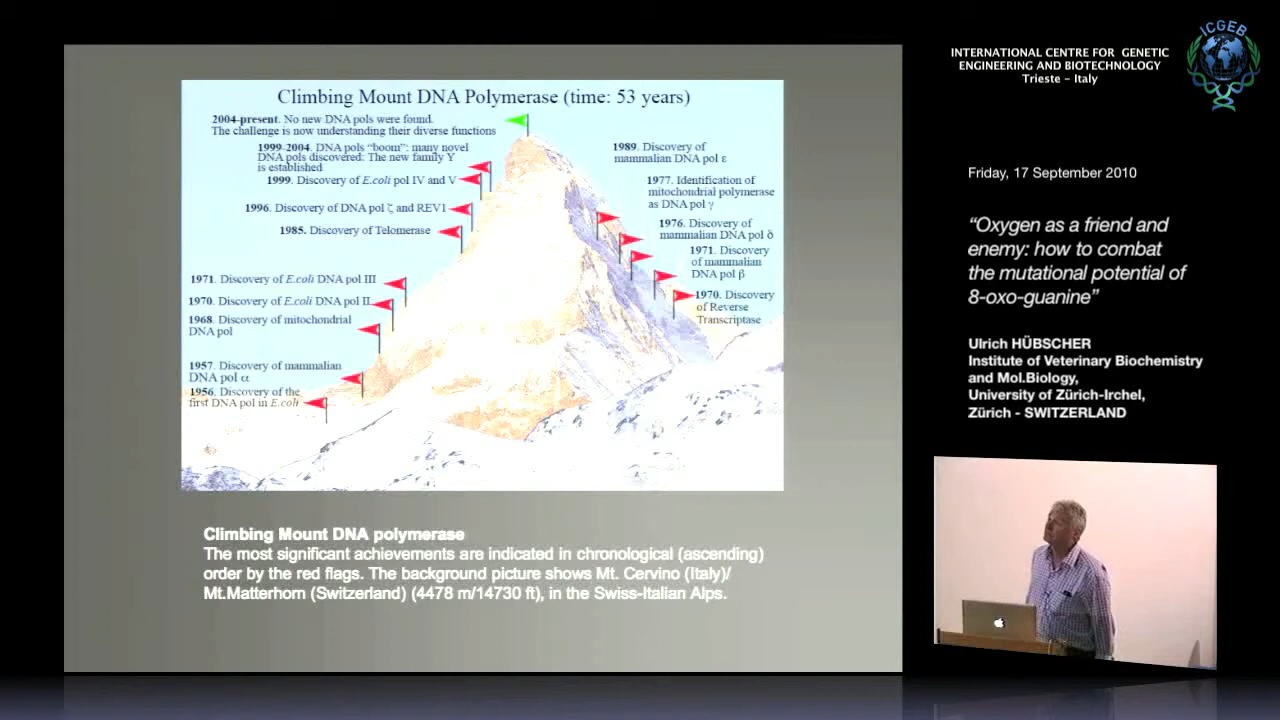 Climbing Mount DNA Polymerase (time: 53 years)
2004-present. No new DNA pols were found.
The challenge is now understanding their diverse functions
1999-2004. DNA pols “boom”: many novel
DNA pols discovered: The new family Y
is established
1999. Discovery of E.coli pol IV and V
1996. Discovery of DNA pol ζ and REV1
1985. Discovery of Telomerase
1971. Discovery of E.coli DNA pol III
1970. Discovery of E.coli DNA pol II
1968. Discovery of mitochondrial
DNA pol
1957. Discovery of mammalian
DNA pol α
1956. Discovery of the
first DNA pol in E.coli
1989. Discovery of
mammalian DNA pol ε
1977. Identification of
mitochondrial polymerase
as DNA pol γ
1976. Discovery of
mammalian DNA pol δ
1971. Discovery
of mammalian
DNA pol β
1970. Discovery
of Reverse
Transcriptase
Climbing Mount DNA polymerase
The most significant achievements are indicated in chronological (ascending)
order by the red flags. The background picture shows Mt. Cervino (Italy)/
Mt.Matterhorn (Switzerland) (4478 m/14730 ft), in the Swiss-Italian Alps.
INTERNATIONAL CENTRE FOR GENETIC
ENGINEERING AND BIOTECHNOLOGY
Trieste – Italy
ICGEB
Friday, 17 September 2010
“Oxygen as a friend and
enemy: how to combat
the mutational potential of
8-oxo-guanine”
Ulrich HÜBSCHER
Institute of Veterinary Biochemistry
and Mol.Biology,
University of Zürich-Irchel,
Zürich - SWITZERLAND